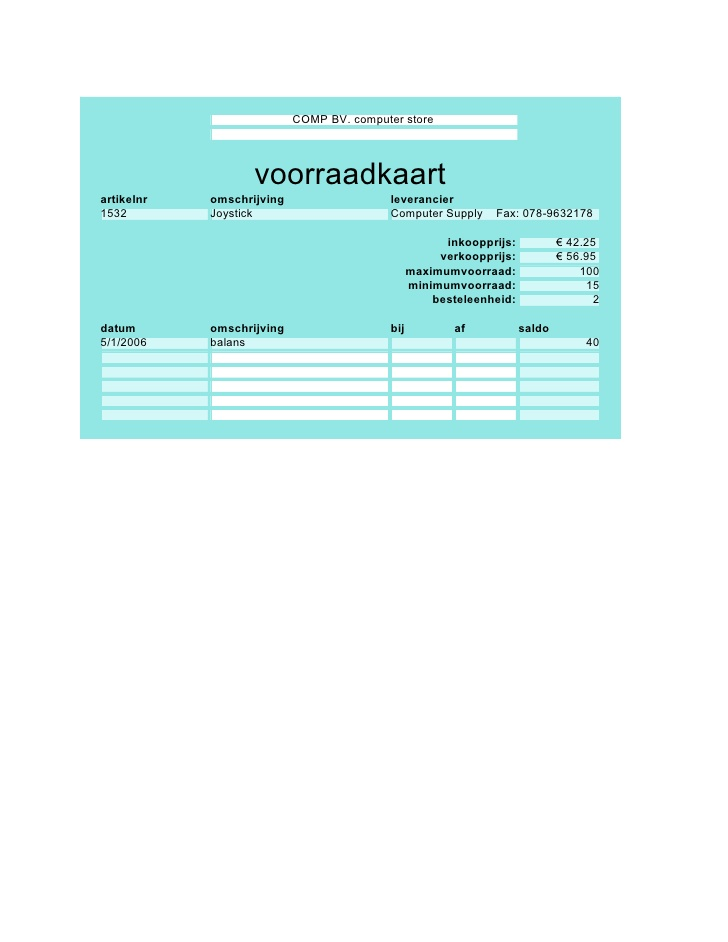 COMP BV. computer store
voorraadkaart
artikelnr omschrijving leverancier
1532 Joystick Computer Supply Fax: 078-9632178
inkoopprijs: € 42.25
verkoopprijs: € 56.95
maximumvoorraad: 100
minimumvoorraad: 15
besteleenheid: 2
datum omschrijving bij af saldo
5/1/2006 balans 40